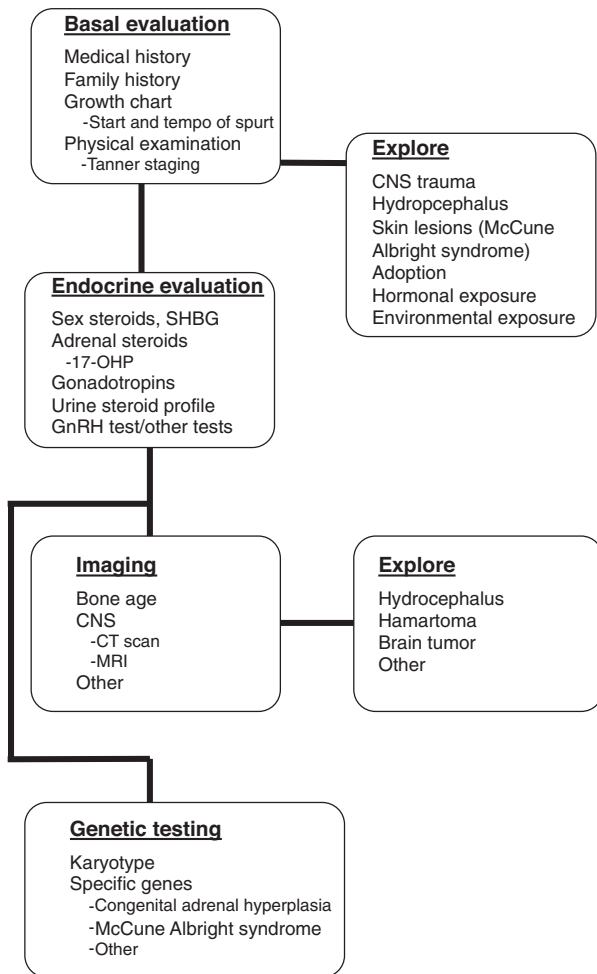 Basal evaluation
Medical history
Family history
Growth chart
-Start and tempo of spurt
Physical examination
-Tanner staging
Explore
CNS trauma
Hydropcephalus
Skin lesions (McCune
Albright syndrome)
Adoption
Hormonal exposure
Environmental exposure
Endocrine evaluation
Sex steroids, SHBG
Adrenal steroids
-17-OHP
Gonadotropins
Urine steroid profile
GnRH test/other tests
Imaging
Bone age
CNS
-CT scan
-MRI
Other
Explore
Hydrocephalus
Hamartoma
Brain tumor
Other
Genetic testing
Karyotype
Specific genes
-Congenital adrenal hyperplasia
-McCune Albright syndrome
-Other